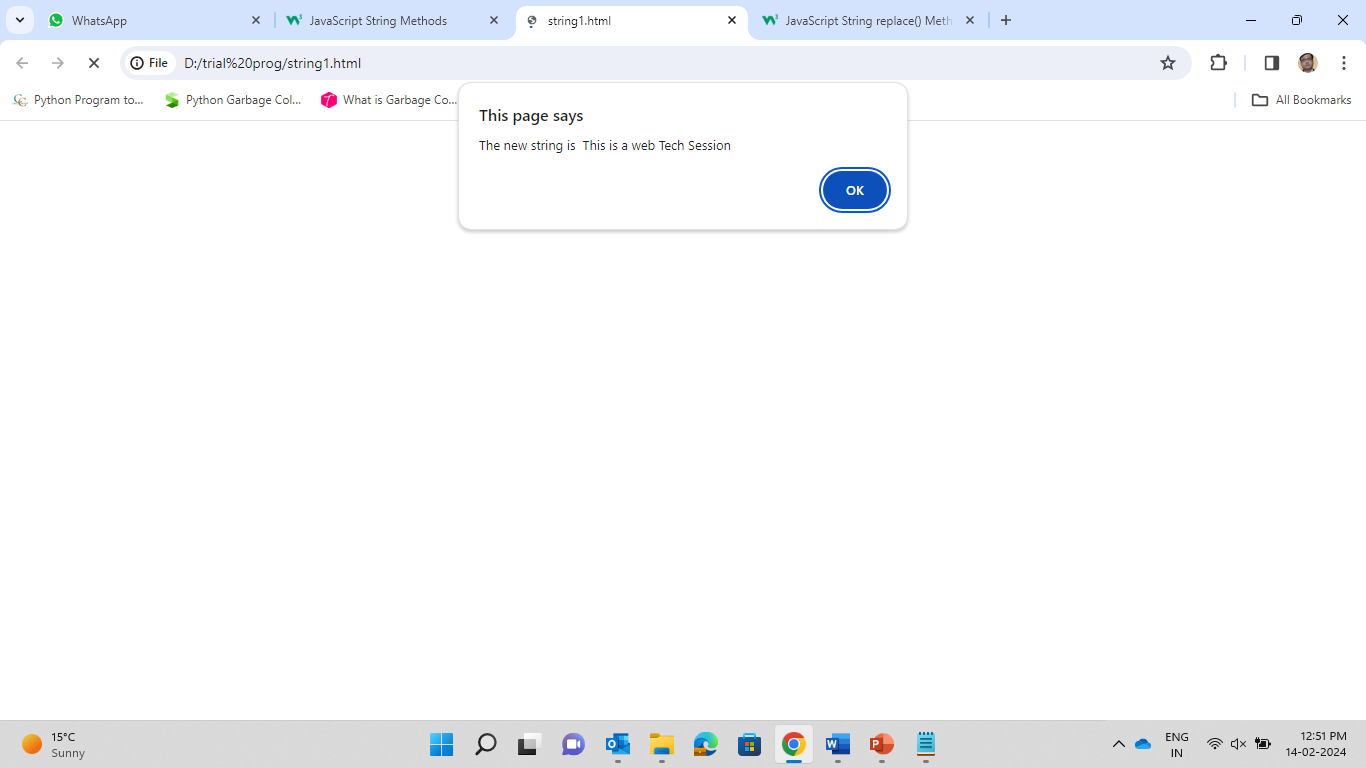 WhatsApp
JavaScript String Methods
string1.html
JavaScript String replace() Meth
File
D:/trial%20prog/string1.html
Python Program to...
Python Garbage Col...
What is Garbage Co...
All Bookmarks
This page says
The new string is  This is a web Tech Session
OK
15°C
Sunny
ENG
IN
12:51 PM
14-02-2024